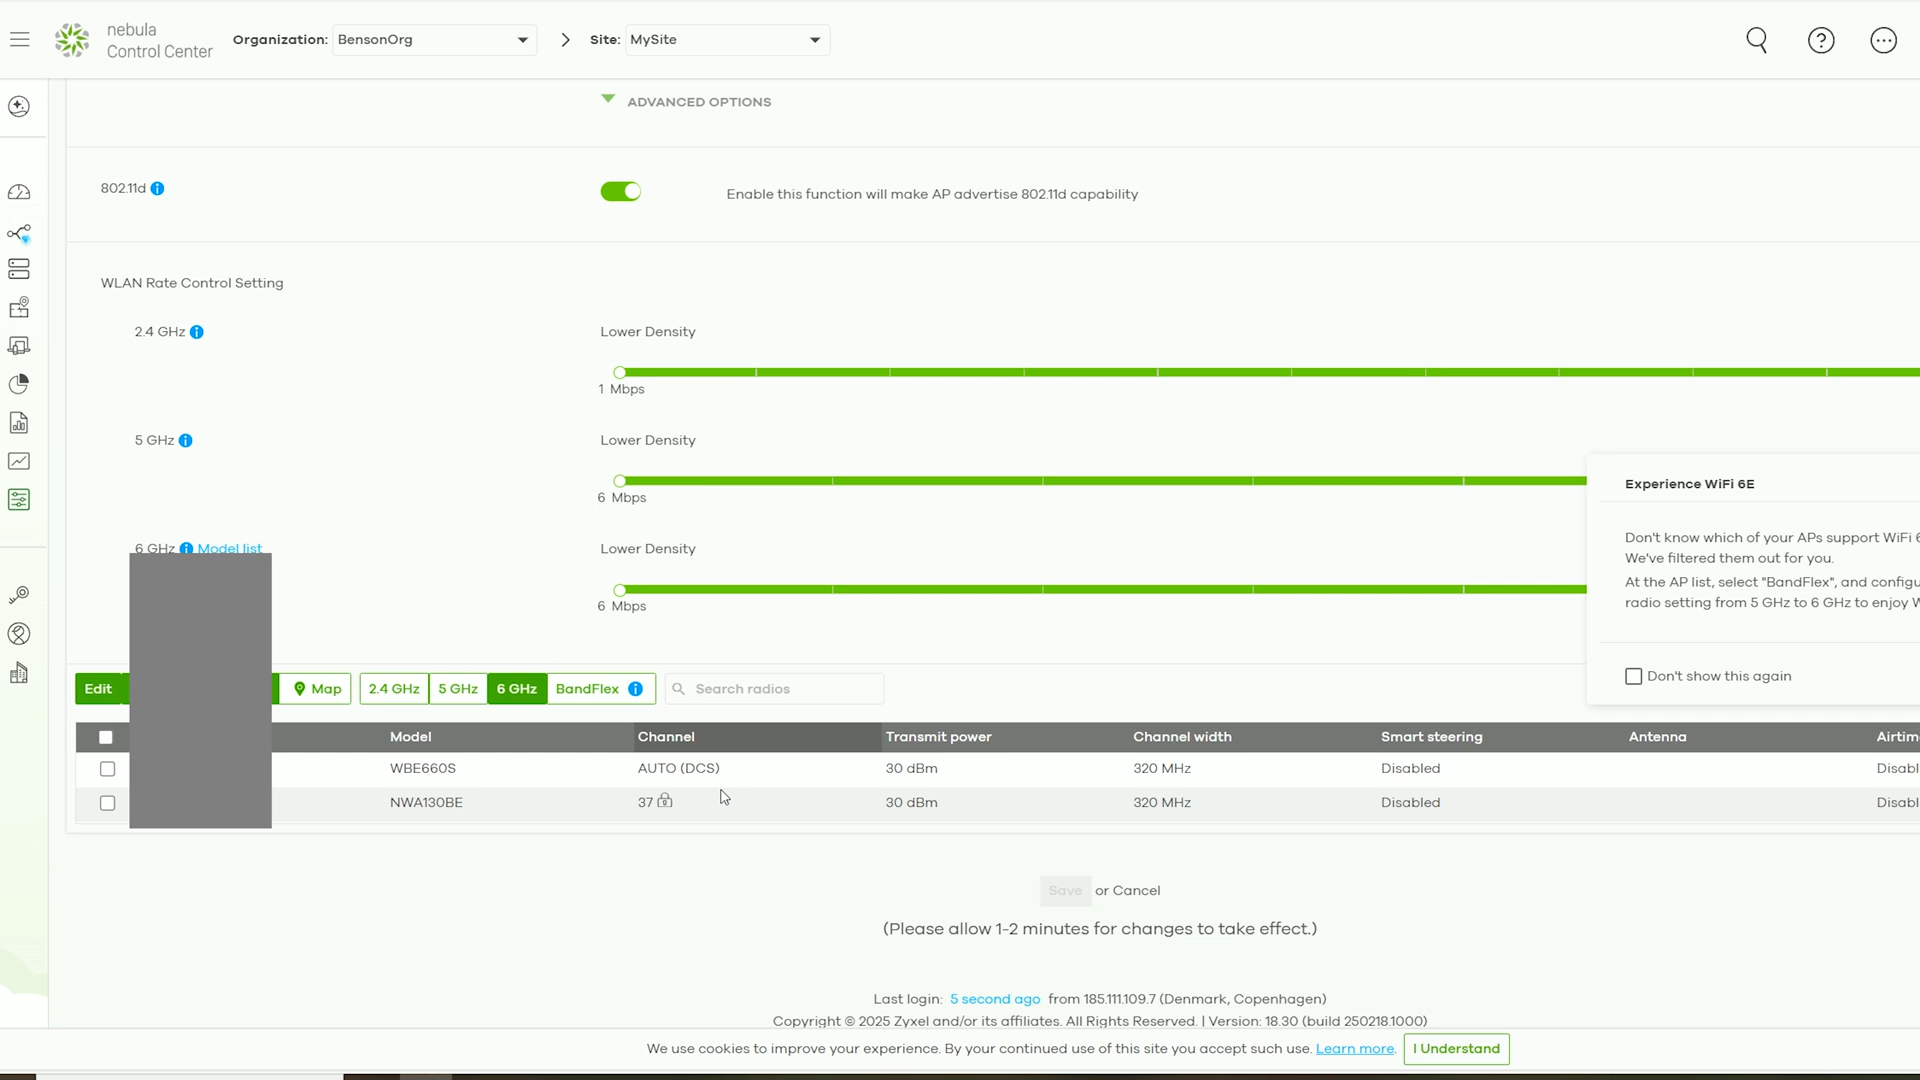 nebula
Control Center
Organization: BensonOrg
Site: MySite
ADVANCED OPTIONS
802.11d
Enable this function will make AP advertise 802.11d capability
WLAN Rate Control Setting
2.4 GHz
Lower Density
1 Mbps
5 GHz
Lower Density
6 Mbps
6 GHz Model list
Lower Density
6 Mbps
Experience WiFi 6E
Don't know which of your APs support WiFi
We've filtered them out for you.
At the AP list, select "BandFlex", and
radio setting from 5 GHz to 6 GHz to enjoy
Don't show this again
Edit Map 2.4 GHz 5 GHz 6 GHz BandFlex Search radios
Model Channel Transmit power Channel width Smart steering Antenna
WBE660S AUTO (DCS) 30 dBm 320 MHz Disabled
NWA130BE 37 30 dBm 320 MHz Disabled
Save or Cancel
(Please allow 1-2 minutes for changes to take effect.)
Last login: 5 second ago from 185.111.109.7 (Denmark, Copenhagen)
Copyright © 2025 Zyxel and/or its affiliates. All Rights Reserved. | Version: 18.30 (build 250218.1000)
We use cookies to improve your experience. By your continued use of this site you accept such use. Learn more. I Understand